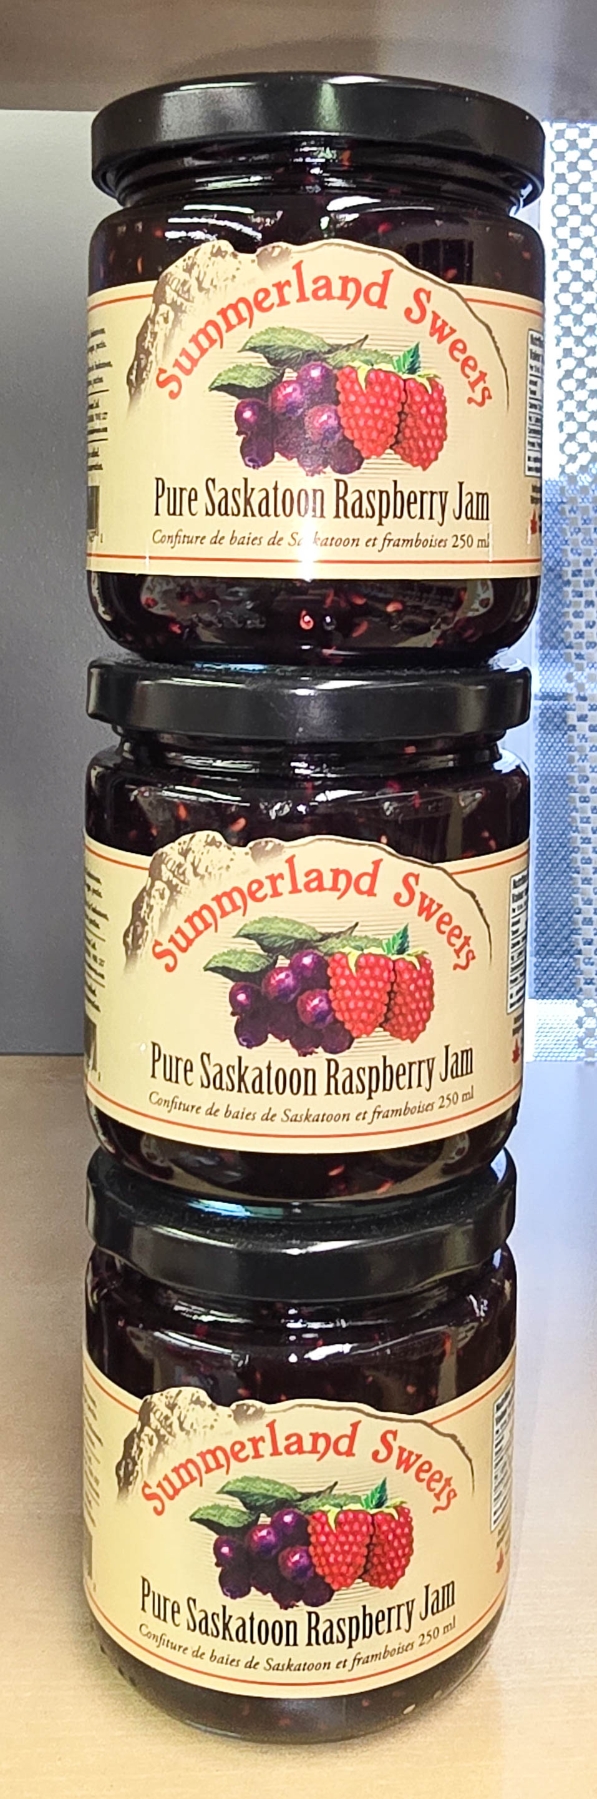 Summerland Sweets
Pure Saskatoon Raspberry Jam
Confiture de baies de Saskatoon et framboises 250 ml
Summerland Sweets
Pure Saskatoon Raspberry Jam
Confiture de baies de Saskatoon et framboises 250 ml
Summerland Sweets
Pure Saskatoon Raspberry Jam
Confiture de baies de Saskatoon et framboises 250 ml